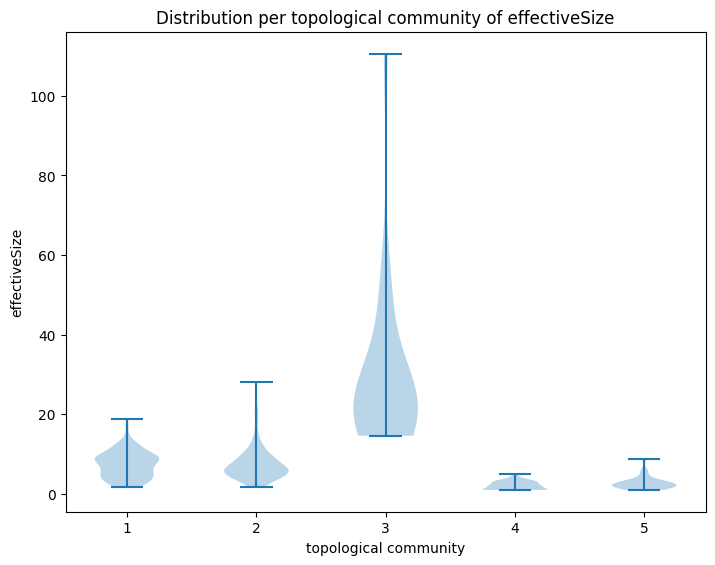 Distribution per topological community of effectiveSize
effectiveSize
100
80
60
40
20
0
1 2 3 4 5
topological community